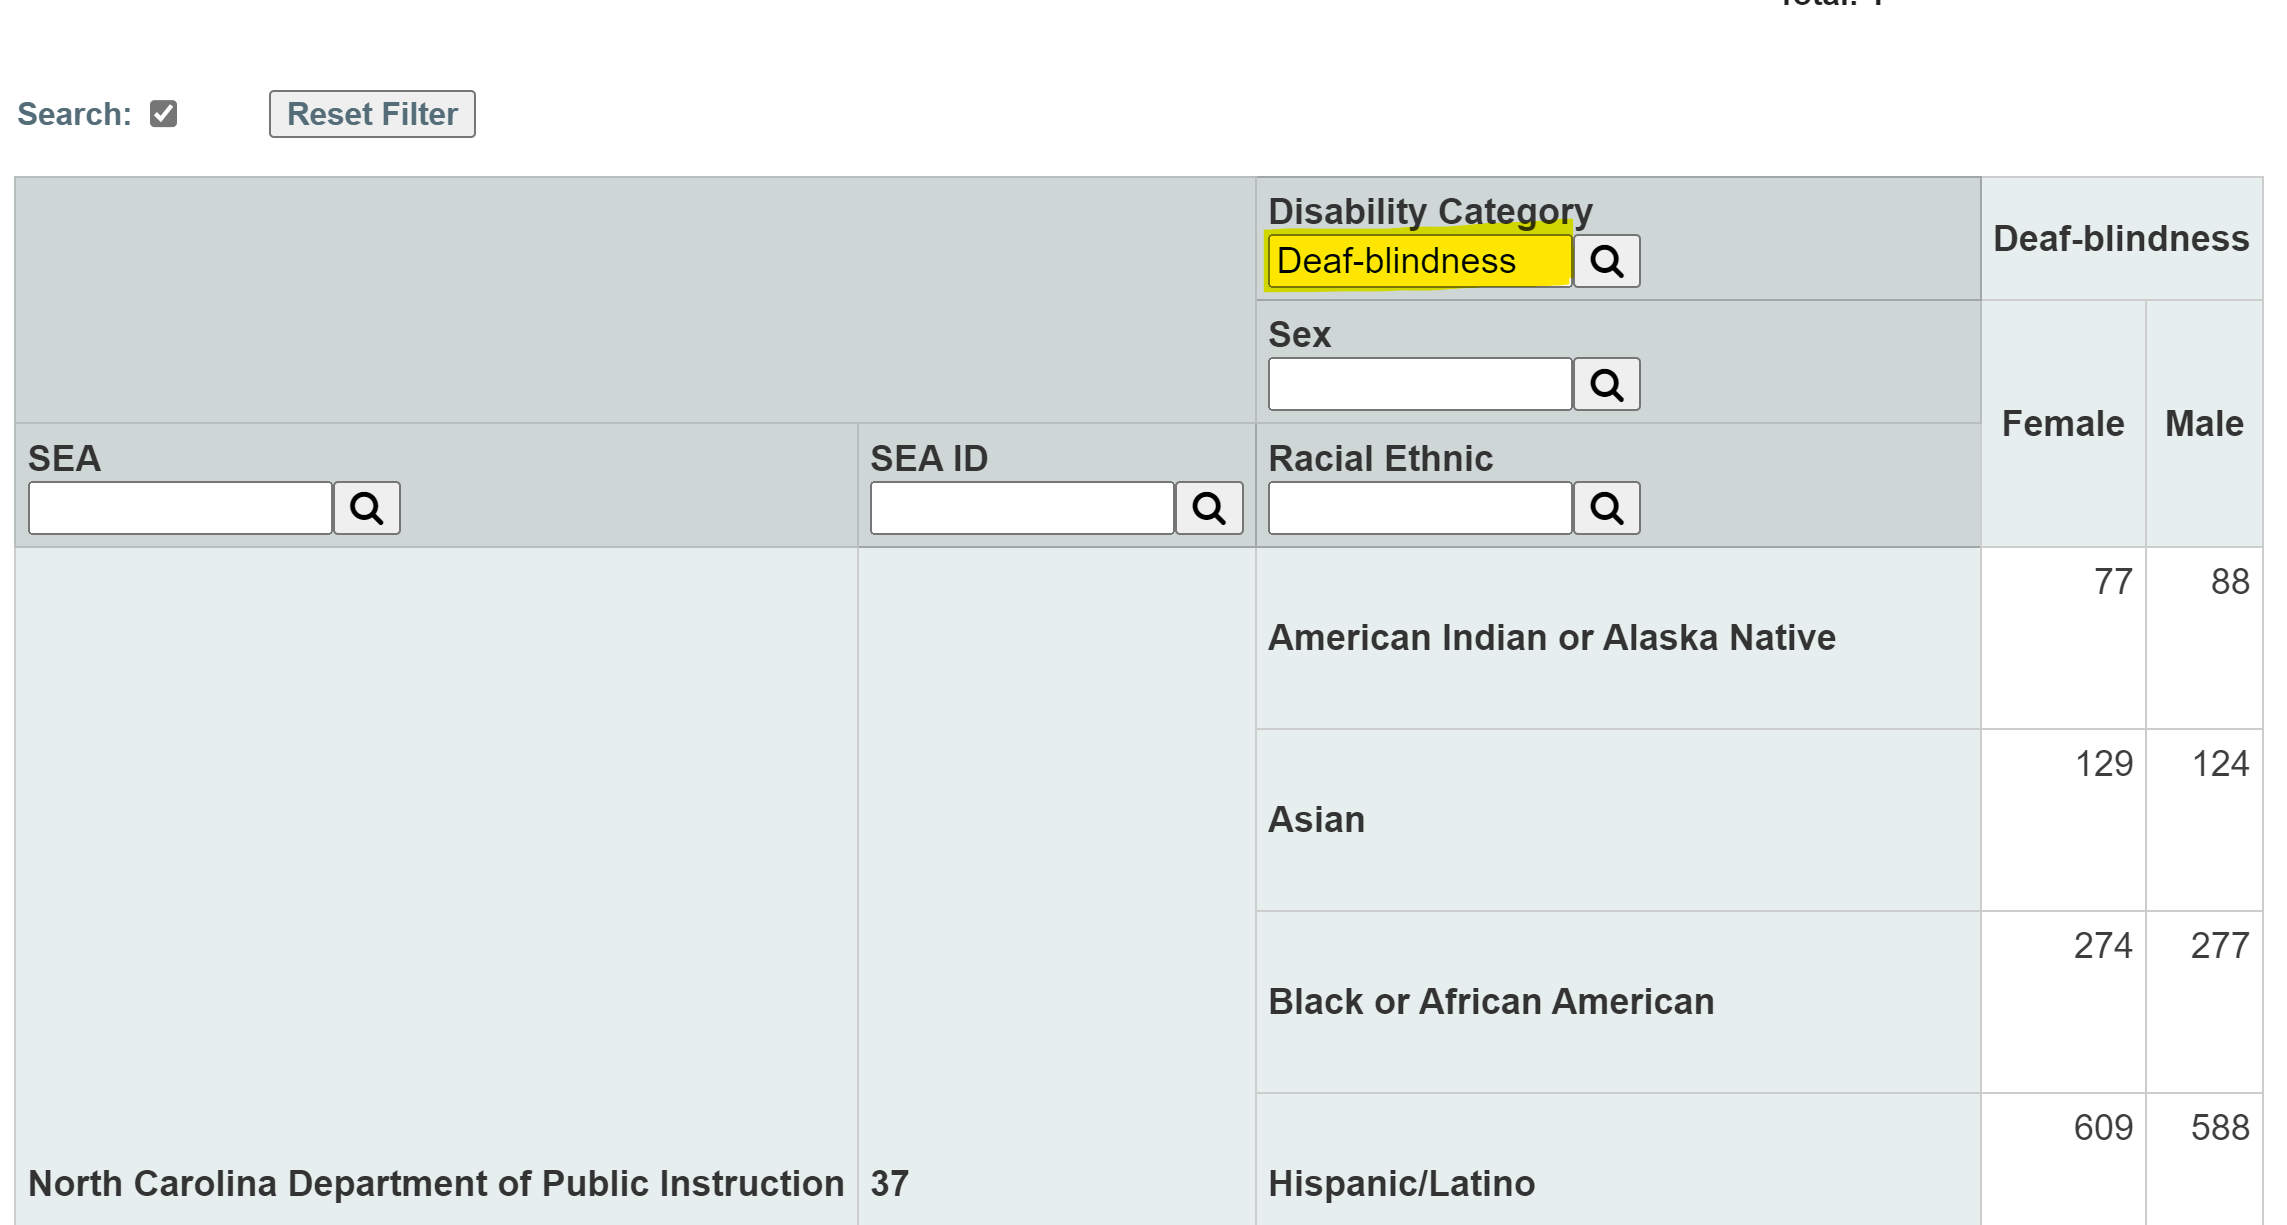 Total: 1
Search:
Reset Filter
Disability Category
Deaf-blindness
Deaf-blindness
Sex
Female
Male
SEA
SEA ID
Racial Ethnic
77
88
American Indian or Alaska Native
129
124
Asian
274
277
Black or African American
609
588
North Carolina Department of Public Instruction
37
Hispanic/Latino